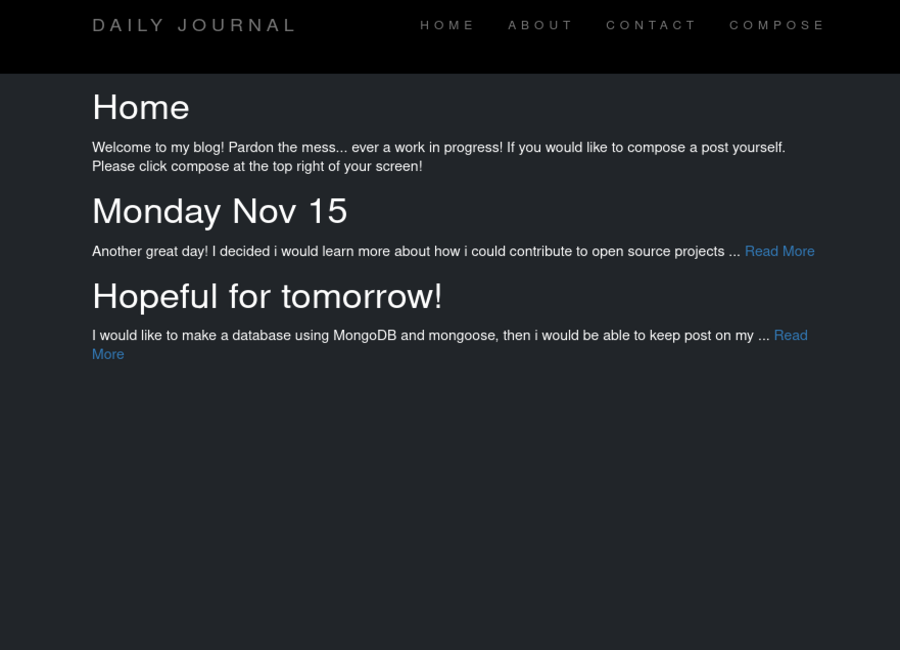 DAILY JOURNAL
HOME ABOUT CONTACT COMPOSE
Home
Welcome to my blog! Pardon the mess... ever a work in progress! If you would like to compose a post yourself.
Please click compose at the top right of your screen!
Monday Nov 15
Another great day! I decided i would learn more about how i could contribute to open source projects ... Read More
Hopeful for tomorrow!
I would like to make a database using MongoDB and mongoose, then i would be able to keep post on my ... Read
More